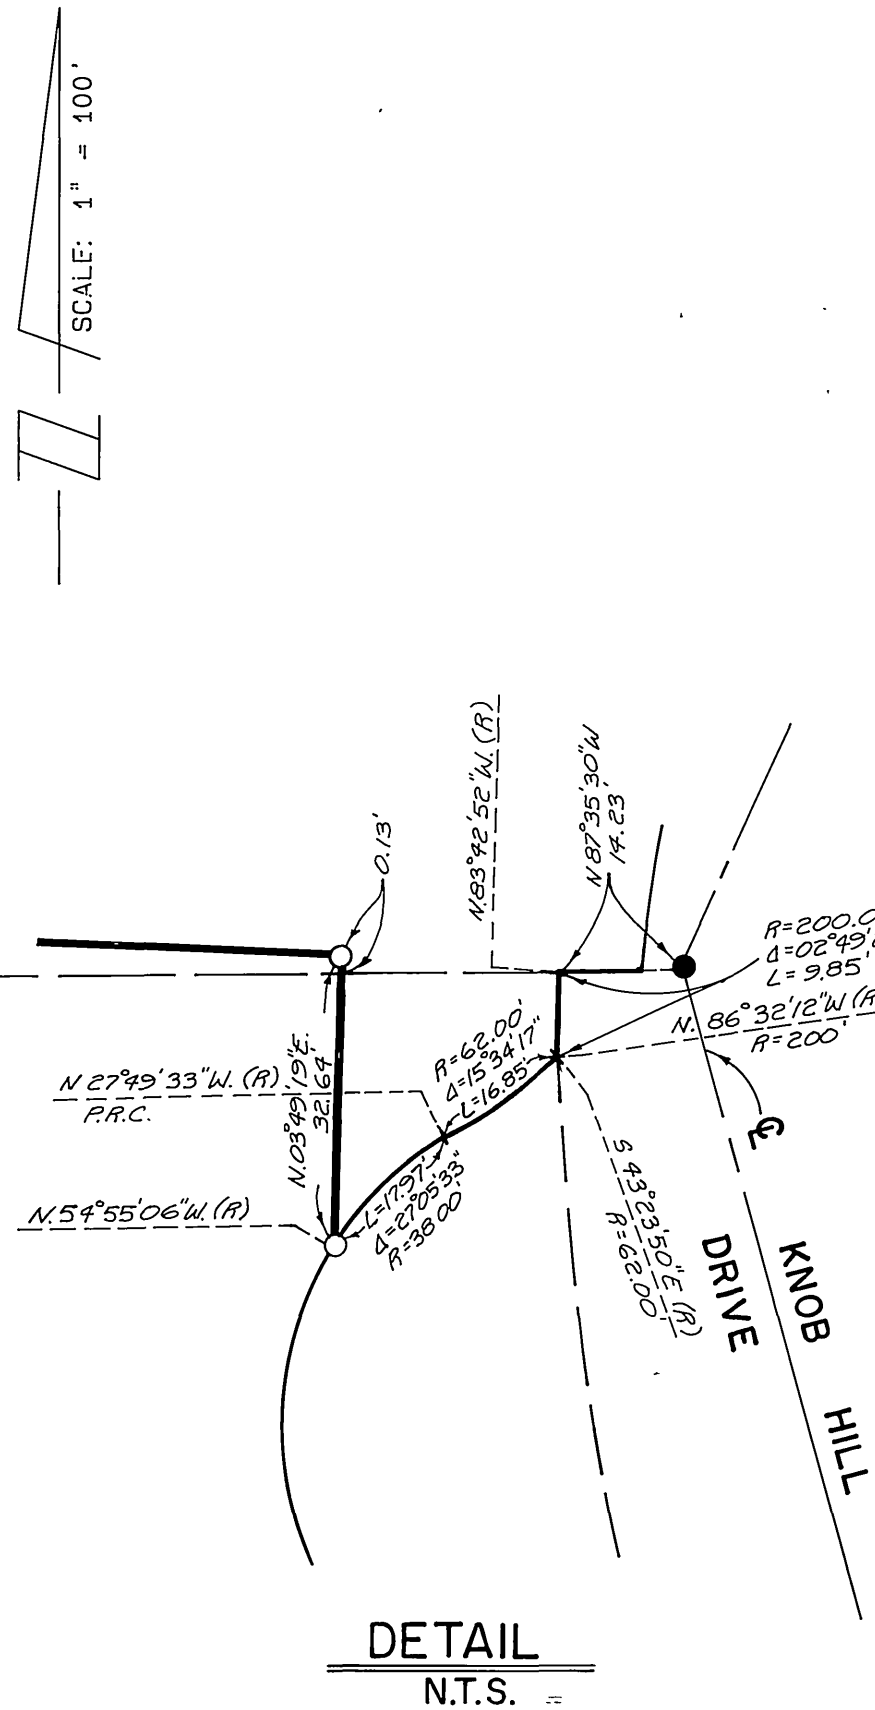 SCALE: 1" = 100'
N
0.13'
N.83°42'52"W.(R)
N 87°35'30"W
14.23'
R=200.0
Δ=02°49'
L= 9.85'
N. 86°32'12"W (R
R=200'
R=62.00'
Δ=15°34'17"
L=16.85'
N 27°49'33"W. (R)
P.R.C.
N.03°49'19"E.
32.64'
L=17.97'
Δ=27°05'33"
R=38.00'
N.54°55'06"W.(R)
S 43°23'50"E (R)
R=62.00'
℄
KNOB HILL
DRIVE
DETAIL
N.T.S.